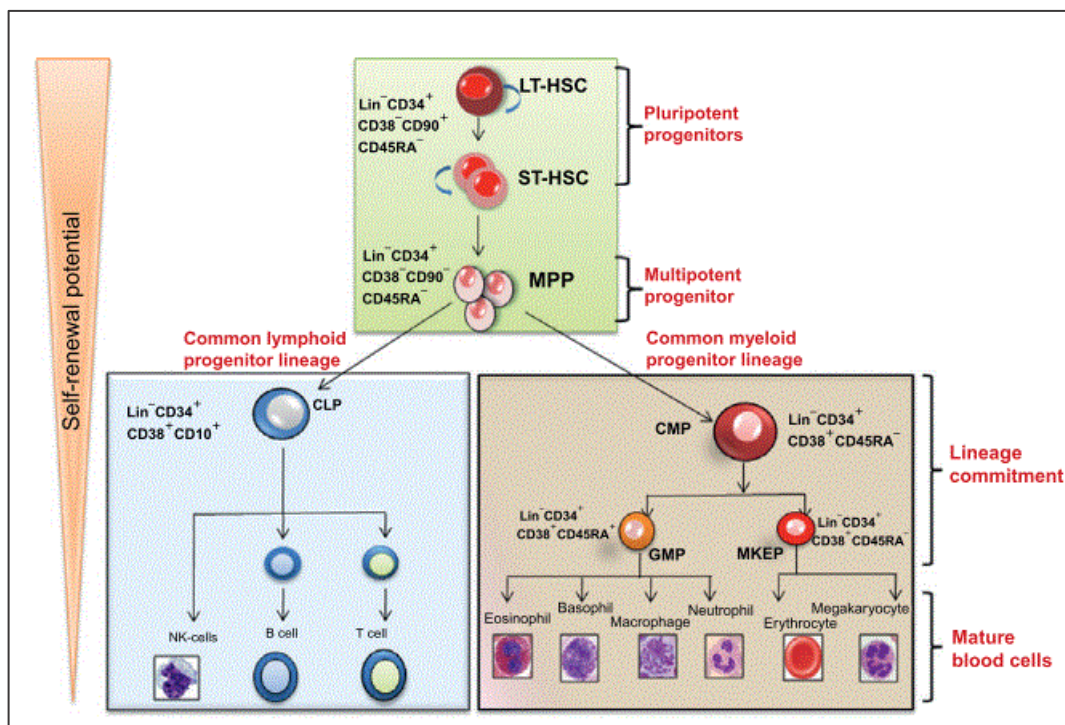 LT-HSC
Lin⁻CD34⁺
CD38⁻CD90⁺
CD45RA⁻
Pluripotent
progenitors
ST-HSC
Lin⁻CD34⁺
CD38⁻CD90⁻
CD45RA⁻
MPP
Multipotent
progenitor
Self-renewal potential
Common lymphoid
progenitor lineage
Common myeloid
progenitor lineage
Lin⁻CD34⁺
CD38⁺CD10⁺
CLP
CMP
Lin⁻CD34⁺
CD38⁺CD45RA⁻
Lineage
commitment
Lin⁻CD34⁺
CD38⁺CD45RA⁺
GMP
MKEP
Lin⁻CD34⁺
CD38⁺CD45RA⁻
NK-cells
B cell
T cell
Eosinophil
Basophil
Macrophage
Neutrophil
Erythrocyte
Megakaryocyte
Mature
blood cells